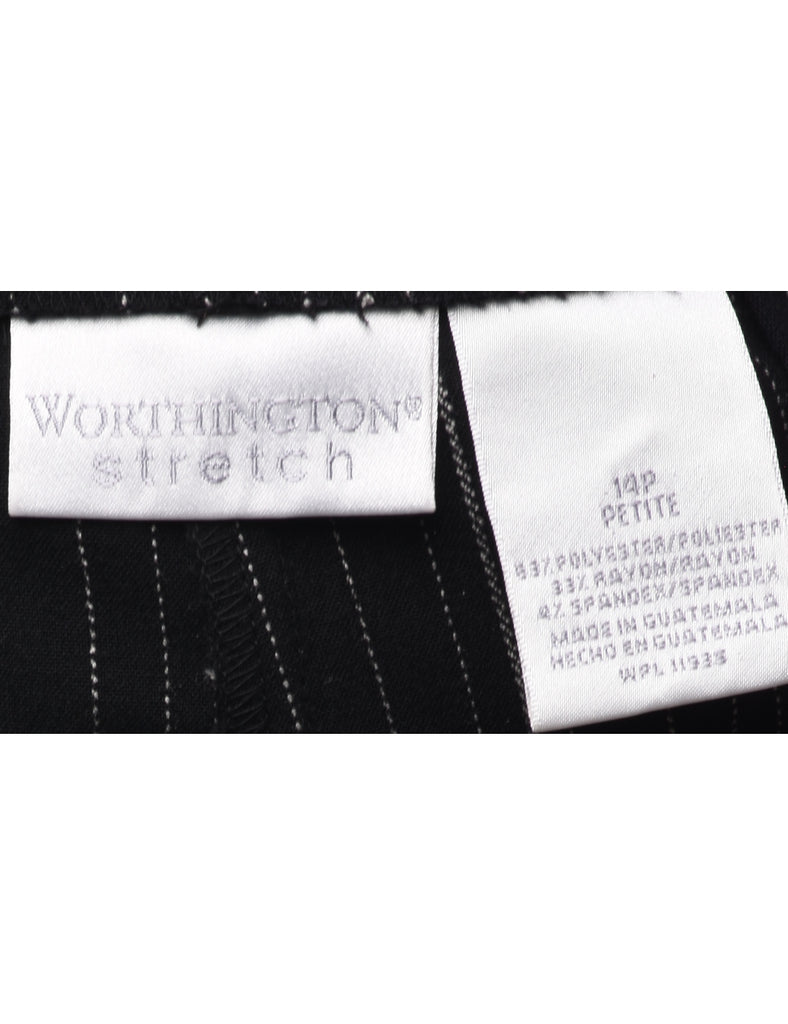 WORTHINGTON®
stretch
14P
PETITE
63% POLYESTER/POLIESTER
33% RAYON/RAYON
4% SPANDEX/SPANDEX
MADE IN GUATEMALA
HECHO EN GUATEMALA
WPL 11935